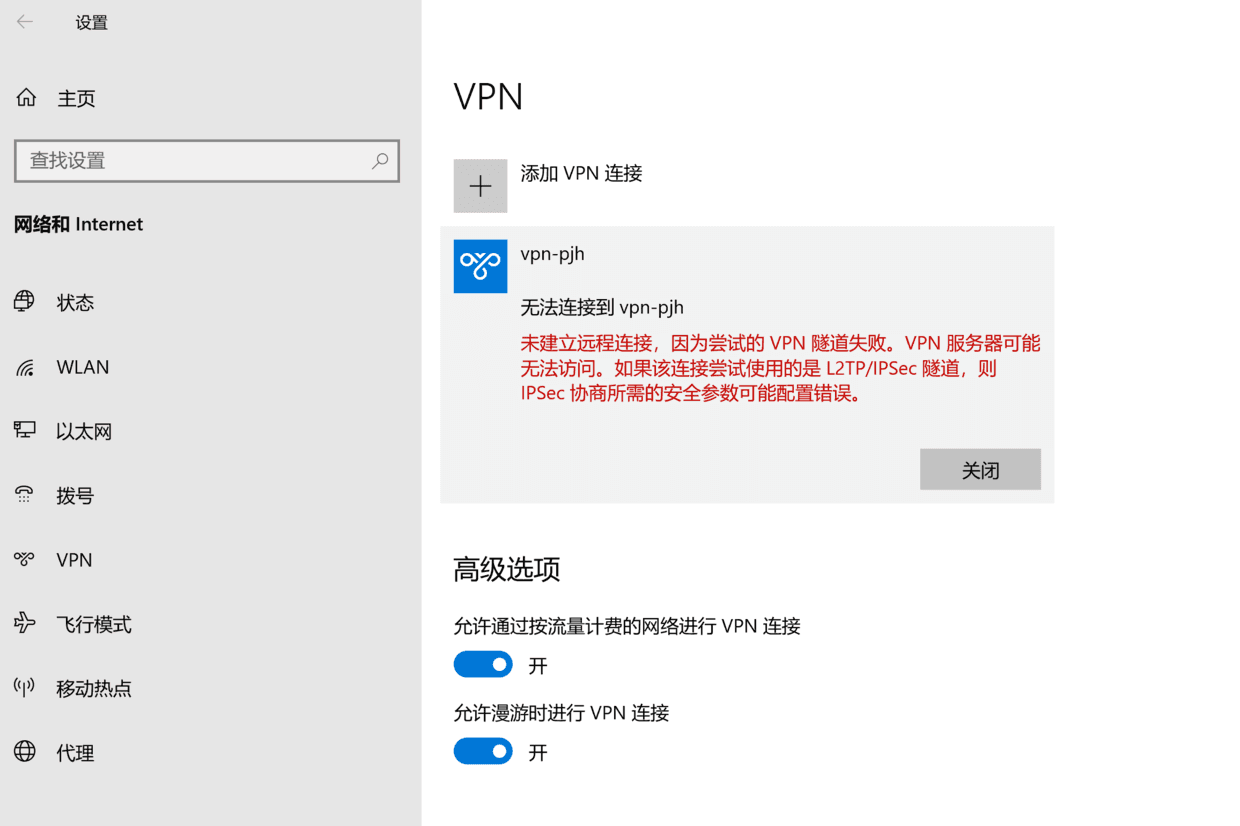 设置
主页
查找设置
网络和 Internet
状态
WLAN
以太网
拨号
VPN
飞行模式
移动热点
代理
VPN
添加 VPN 连接
vpn-pjh
无法连接到 vpn-pjh
未建立远程连接，因为尝试的 VPN 隧道失败。VPN 服务器可能
无法访问。如果该连接尝试使用的是 L2TP/IPSec 隧道，则
IPSec 协商所需的安全参数可能配置错误。
关闭
高级选项
允许通过按流量计费的网络进行 VPN 连接
开
允许漫游时进行 VPN 连接
开